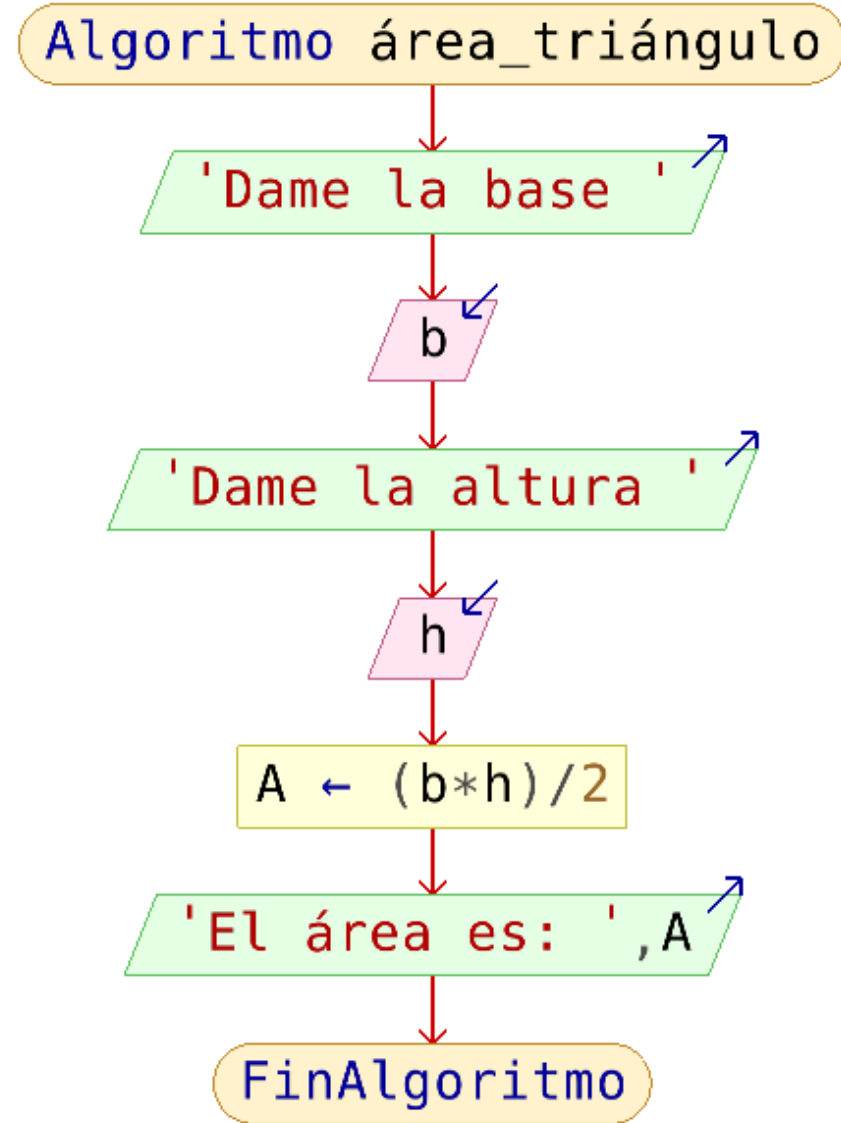 Algoritmo área_triángulo
'Dame la base '
b
'Dame la altura '
h
A ← (b*h)/2
'El área es: ',A
FinAlgoritmo